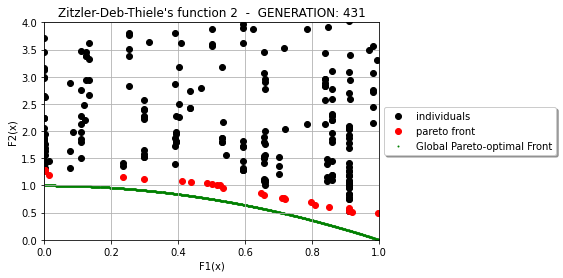 Zitzler-Deb-Thiele's function 2 - GENERATION: 431
4.0
3.5
3.0
2.5
2.0
1.5
1.0
0.5
0.0
F2(x)
0.0 0.2 0.4 0.6 0.8 1.0
F1(x)
individuals
pareto front
Global Pareto-optimal Front